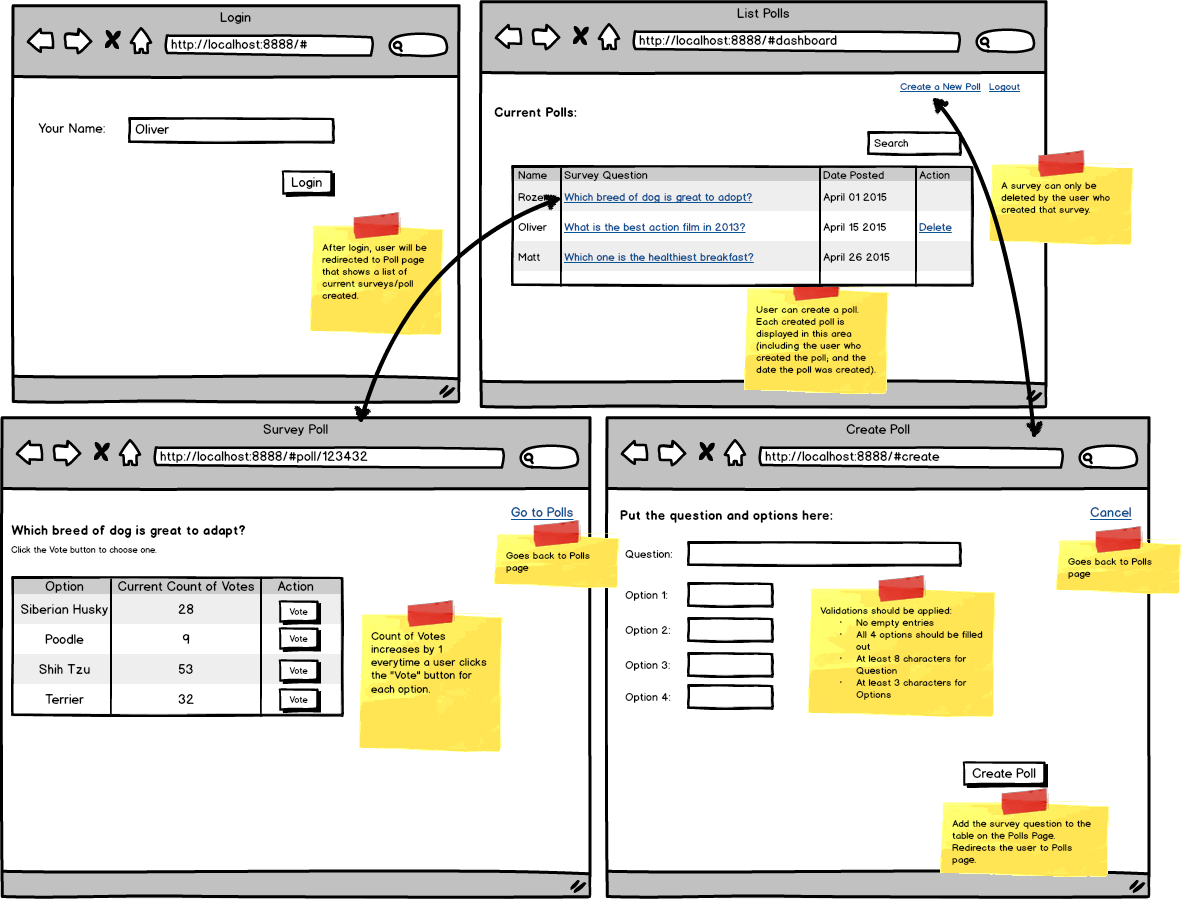 Login
http://localhost:8888/#
Your Name:
Oliver
Login
After login, user will be
redirected to Poll page
that shows a list of
current surveys/poll
created.
List Polls
http://localhost:8888/#dashboard
Create a New Poll Logout
Current Polls:
Search
Name Survey Question Date Posted Action
Which breed of dog is great to adopt? April 01 2015
Oliver What is the best action film in 2013? April 15 2015 Delete
Matt Which one is the healthiest breakfast? April 26 2015
A survey can only be
deleted by the user who
created that survey.
User can create a poll.
Each created poll is
displayed in this area
(including the user who
created the poll; and the
date the poll was created).
Survey Poll
http://localhost:8888/#poll/123432
Go to Polls
Which breed of dog is great to adapt?
Click the Vote button to choose one.
Goes back to Polls
page
Option Current Count of Votes Action
Siberian Husky 28 Vote
Poodle 9 Vote
Shih Tzu 53 Vote
Terrier 32 Vote
Count of Votes
increases by 1
everytime a user clicks
the "Vote" button for
each option.
Create Poll
http://localhost:8888/#create
Put the question and options here:
Cancel
Goes back to Polls
page
Question:
Option 1:
Option 2:
Option 3:
Option 4:
Validations should be applied:
· No empty entries
· All 4 options should be filled
out
· At least 8 characters for
Question
· At least 3 characters for
Options
Create Poll
Add the survey question to the
table on the Polls Page.
Redirects the user to Polls
page.